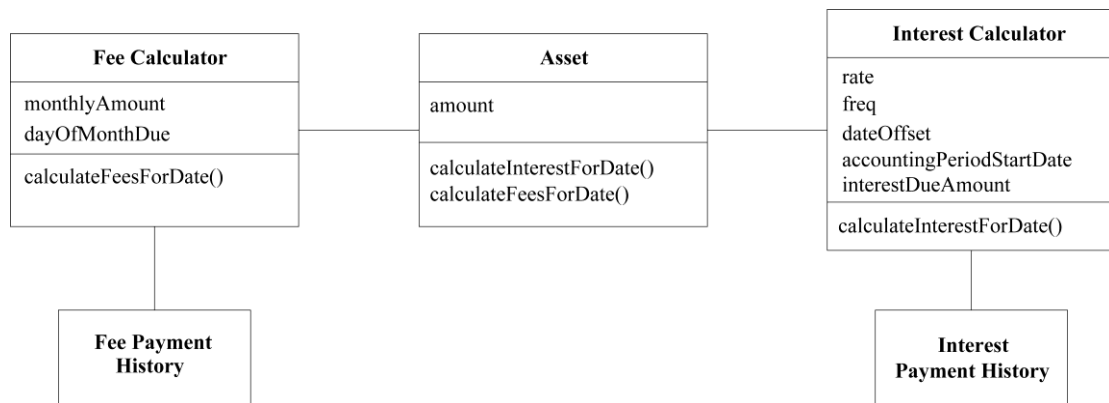 Fee Calculator
monthlyAmount
dayOfMonthDue
calculateFeesForDate()
Asset
amount
calculateInterestForDate()
calculateFeesForDate()
Interest Calculator
rate
freq
dateOffset
accountingPeriodStartDate
interestDueAmount
calculateInterestForDate()
Fee Payment
History
Interest
Payment History